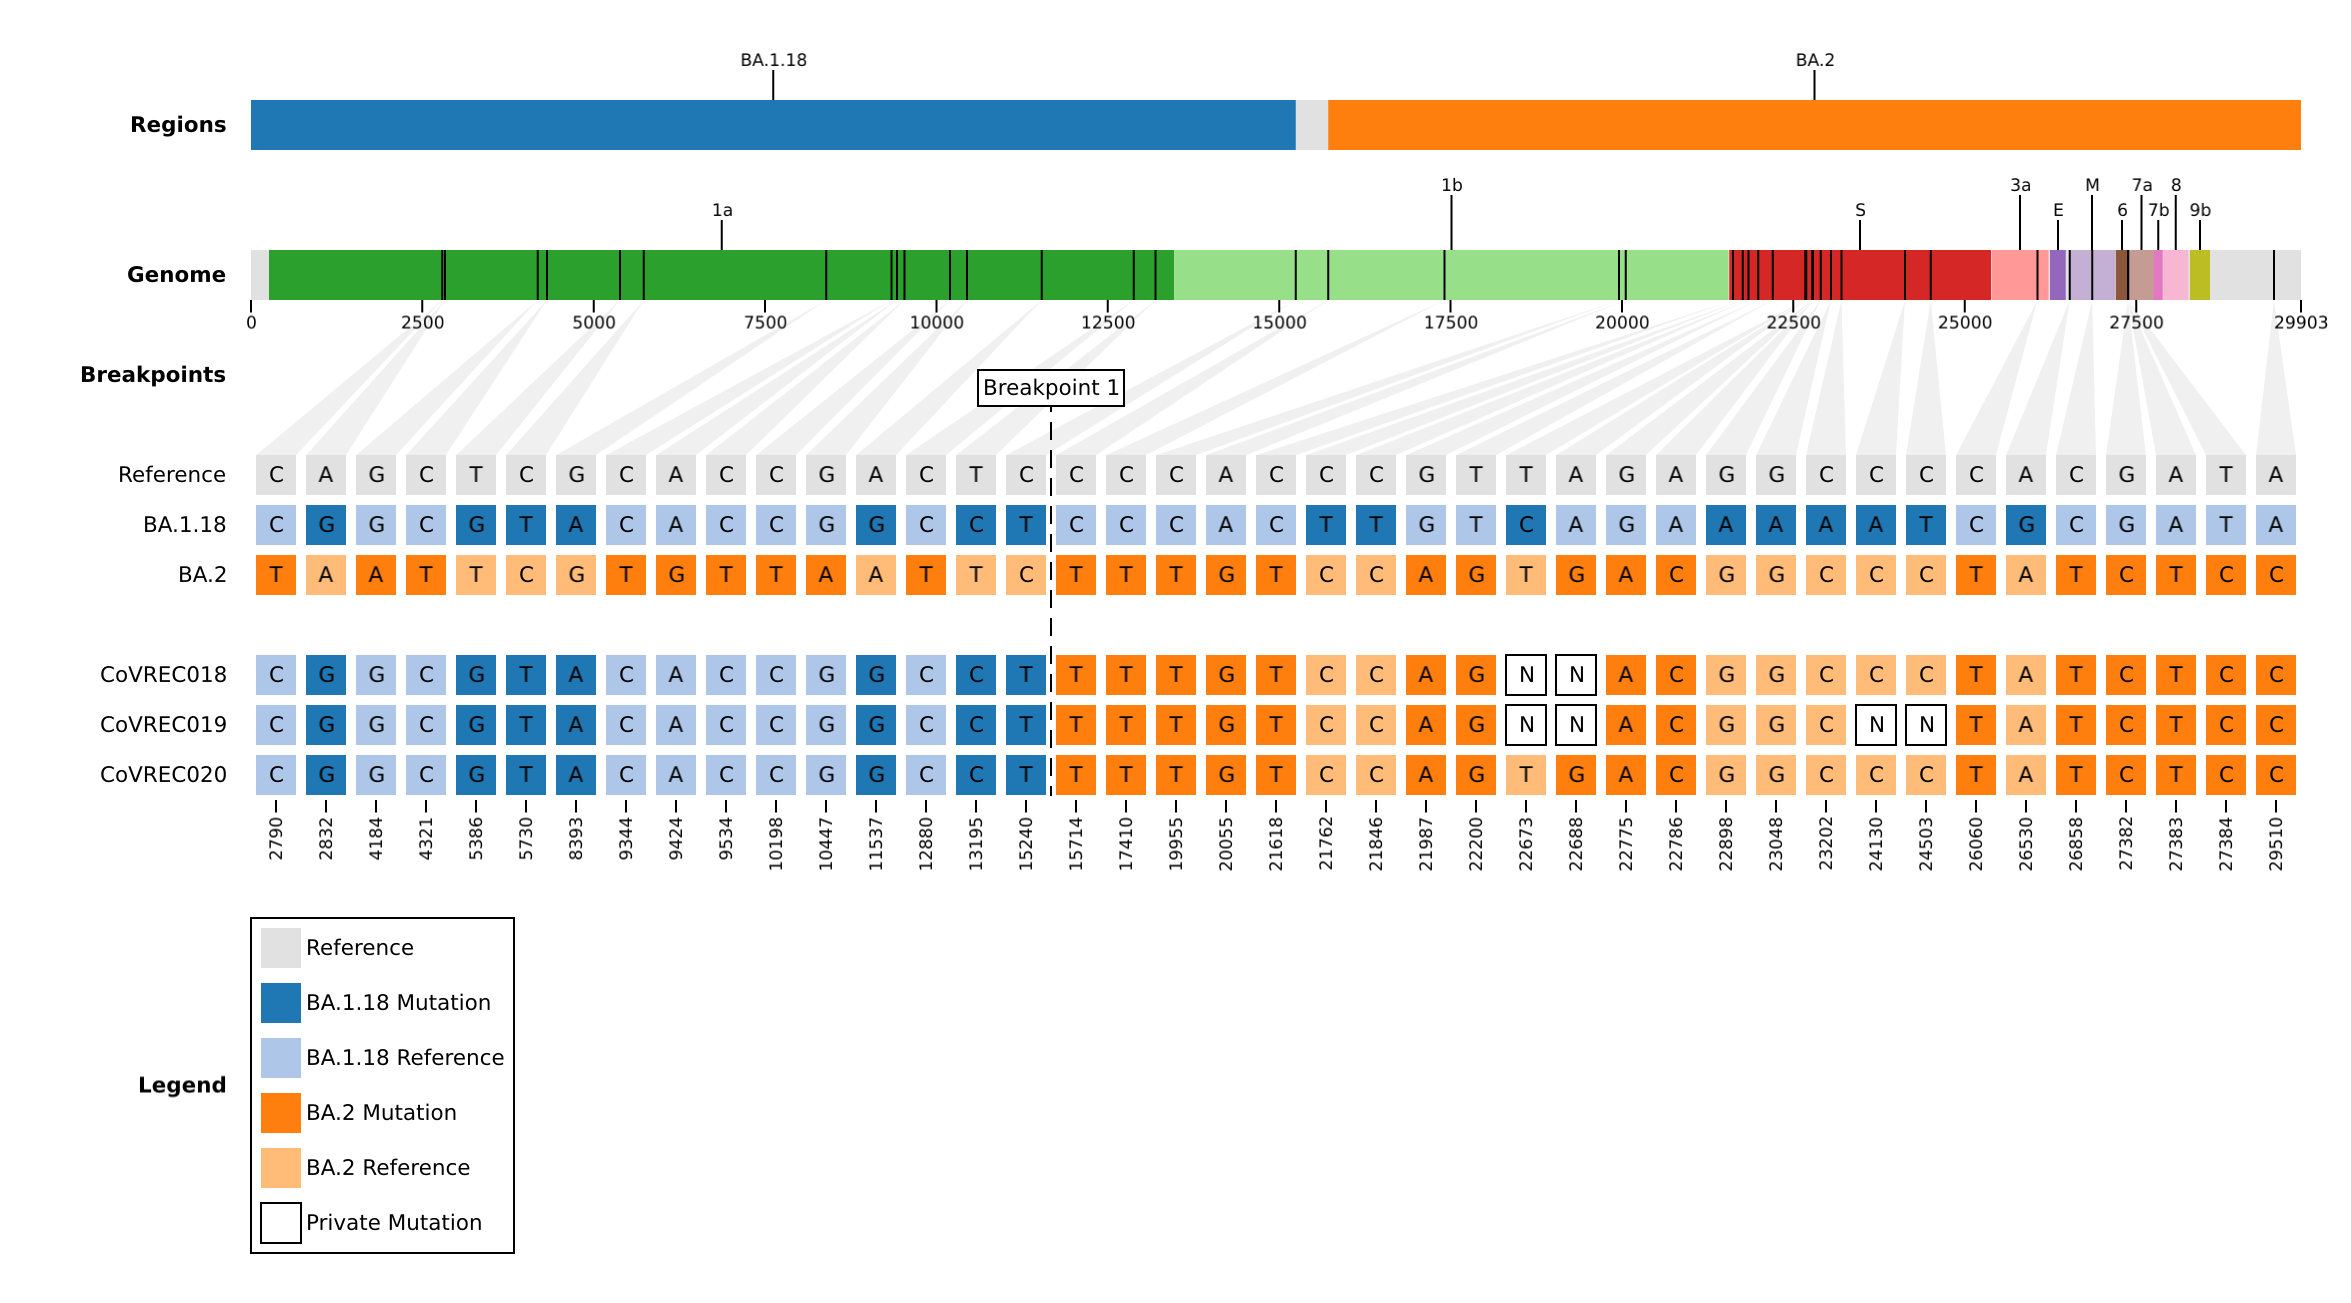 BA.1.18 BA.2
Regions
1b 3a M 7a 8
1a S E 6 7b 9b
Genome
0 2500 5000 7500 10000 12500 15000 17500 20000 22500 25000 27500 29903
Breakpoints
Breakpoint 1
Reference C A G C T C G C A C C G A C T C C C C A C C C G T T A G A G G C C C C A C G A T A
BA.1.18 C G G C G T A C A C C G G C C T C C C A C T T G T C A G A A A A A T C G C G A T A
BA.2 T A A T T C G T G T T A A T T C T T T G T C C A G T G A C G G C C C T A T C T C C
CoVREC018 C G G C G T A C A C C G G C C T T T T G T C C A G N N A C G G C C C T A T C T C C
CoVREC019 C G G C G T A C A C C G G C C T T T T G T C C A G N N A C G G C N N T A T C T C C
CoVREC020 C G G C G T A C A C C G G C C T T T T G T C C A G T G A C G G C C C T A T C T C C
2790 2832 4184 4321 5386 5730 8393 9344 9424 9534 10198 10447 11537 12880 13195 15240 15714 17410 19955 20055 21618 21762 21846 21987 22200 22673 22688 22775 22786 22898 23048 23202 24130 24503 26060 26530 26858 27382 27383 27384 29510
Legend
Reference
BA.1.18 Mutation
BA.1.18 Reference
BA.2 Mutation
BA.2 Reference
Private Mutation